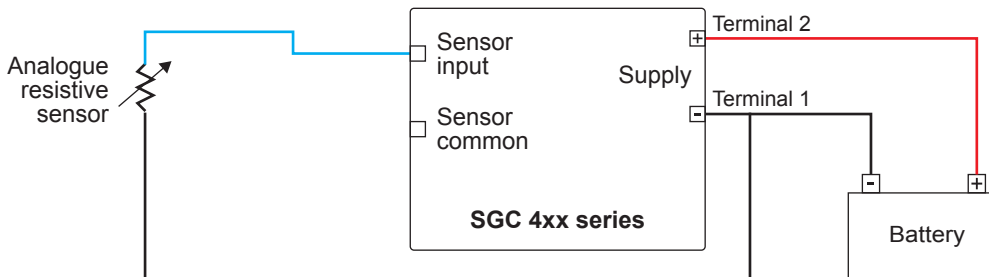 Analogue
resistive
sensor
Sensor
input
Sensor
common
Supply
SGC 4xx series
+
-
Terminal 2
Terminal 1
-
+
Battery